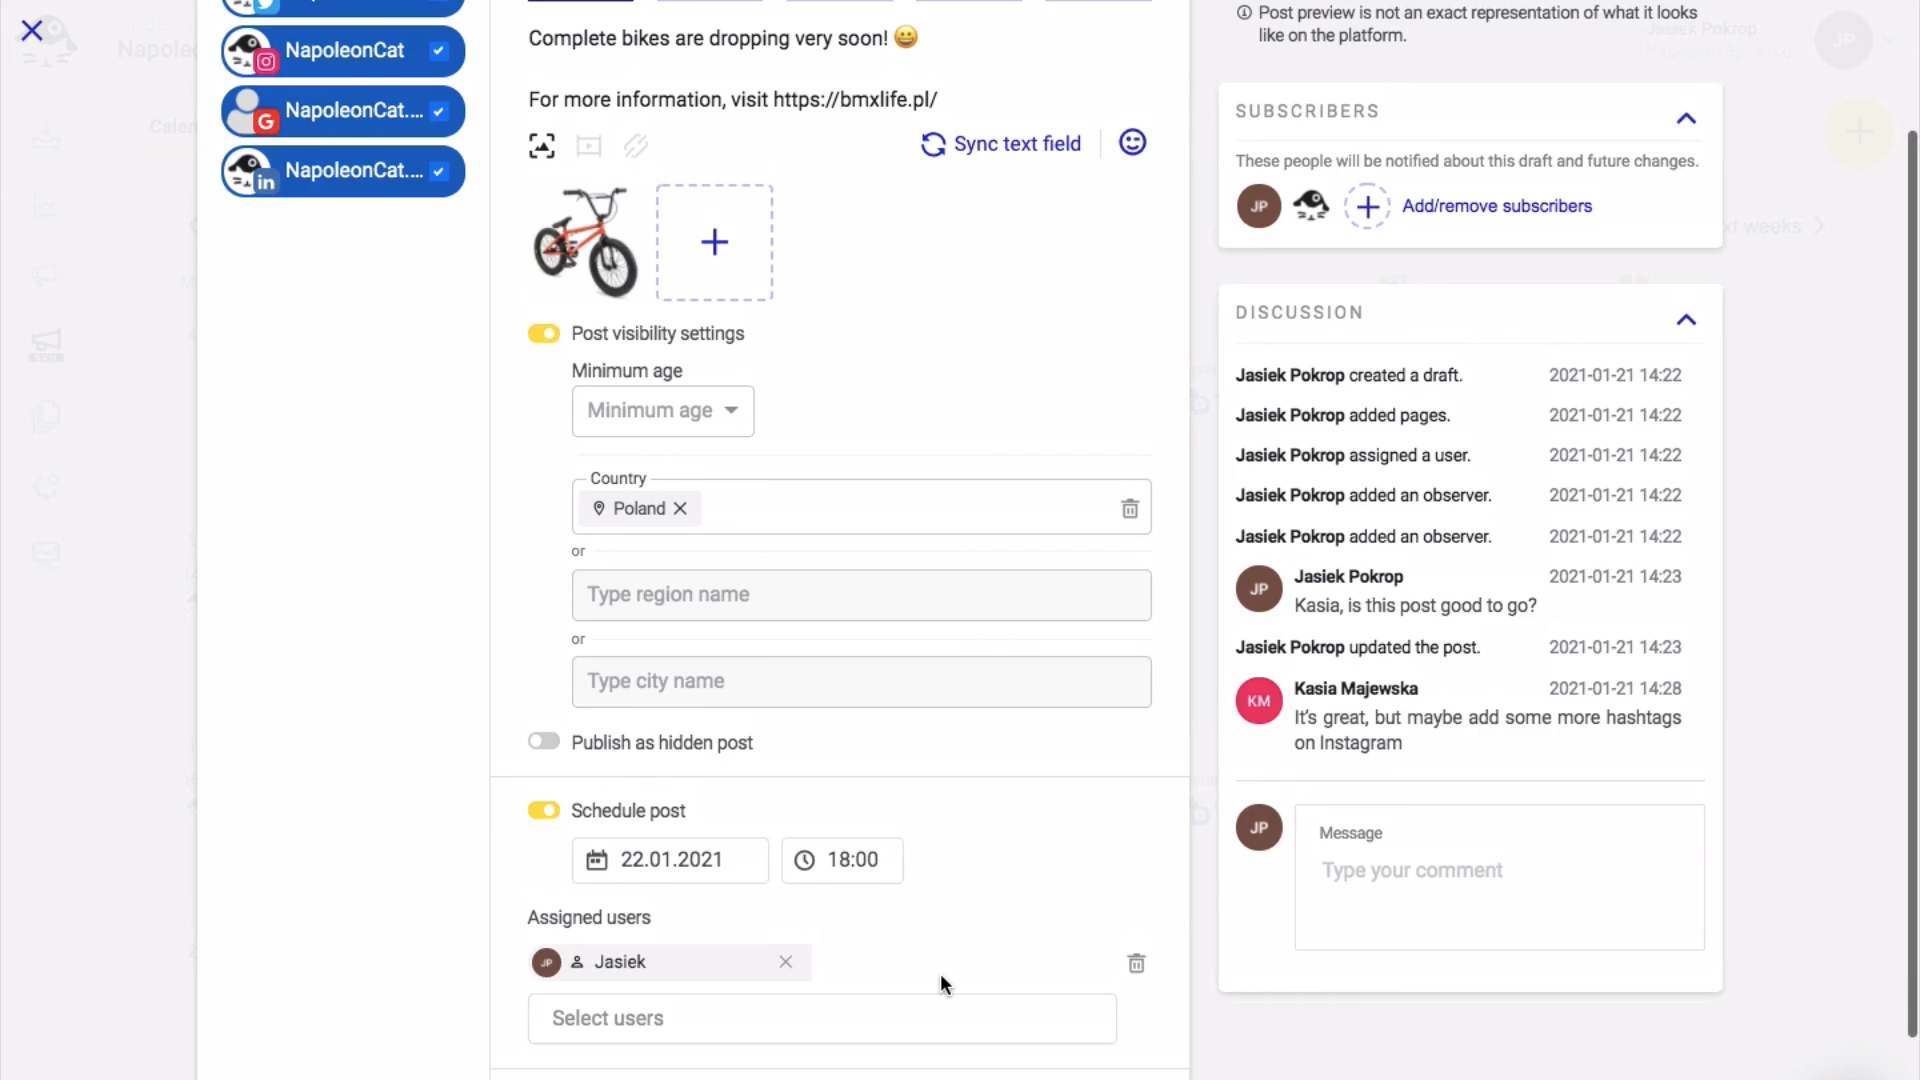 NapoleonCat
NapoleonCat....
NapoleonCat....
in
G
Napole
Calen
Complete bikes are dropping very soon! 😀
For more information, visit https://bmxlife.pl/
Sync text field
Post visibility settings
Minimum age
Minimum age
Country
Poland
or
Type region name
or
Type city name
Publish as hidden post
Schedule post
22.01.2021
18:00
Assigned users
JP
Jasiek
Select users
Post preview is not an exact representation of what it looks
like on the platform.
Jasiek Pokrop
JP
SUBSCRIBERS
These people will be notified about this draft and future changes.
JP
Add/remove subscribers
xt weeks
DISCUSSION
Jasiek Pokrop created a draft. 2021-01-21 14:22
Jasiek Pokrop added pages. 2021-01-21 14:22
Jasiek Pokrop assigned a user. 2021-01-21 14:22
Jasiek Pokrop added an observer. 2021-01-21 14:22
Jasiek Pokrop added an observer. 2021-01-21 14:22
JP
Jasiek Pokrop 2021-01-21 14:23
Kasia, is this post good to go?
Jasiek Pokrop updated the post. 2021-01-21 14:23
KM
Kasia Majewska 2021-01-21 14:28
It's great, but maybe add some more hashtags
on Instagram
JP
Message
Type your comment